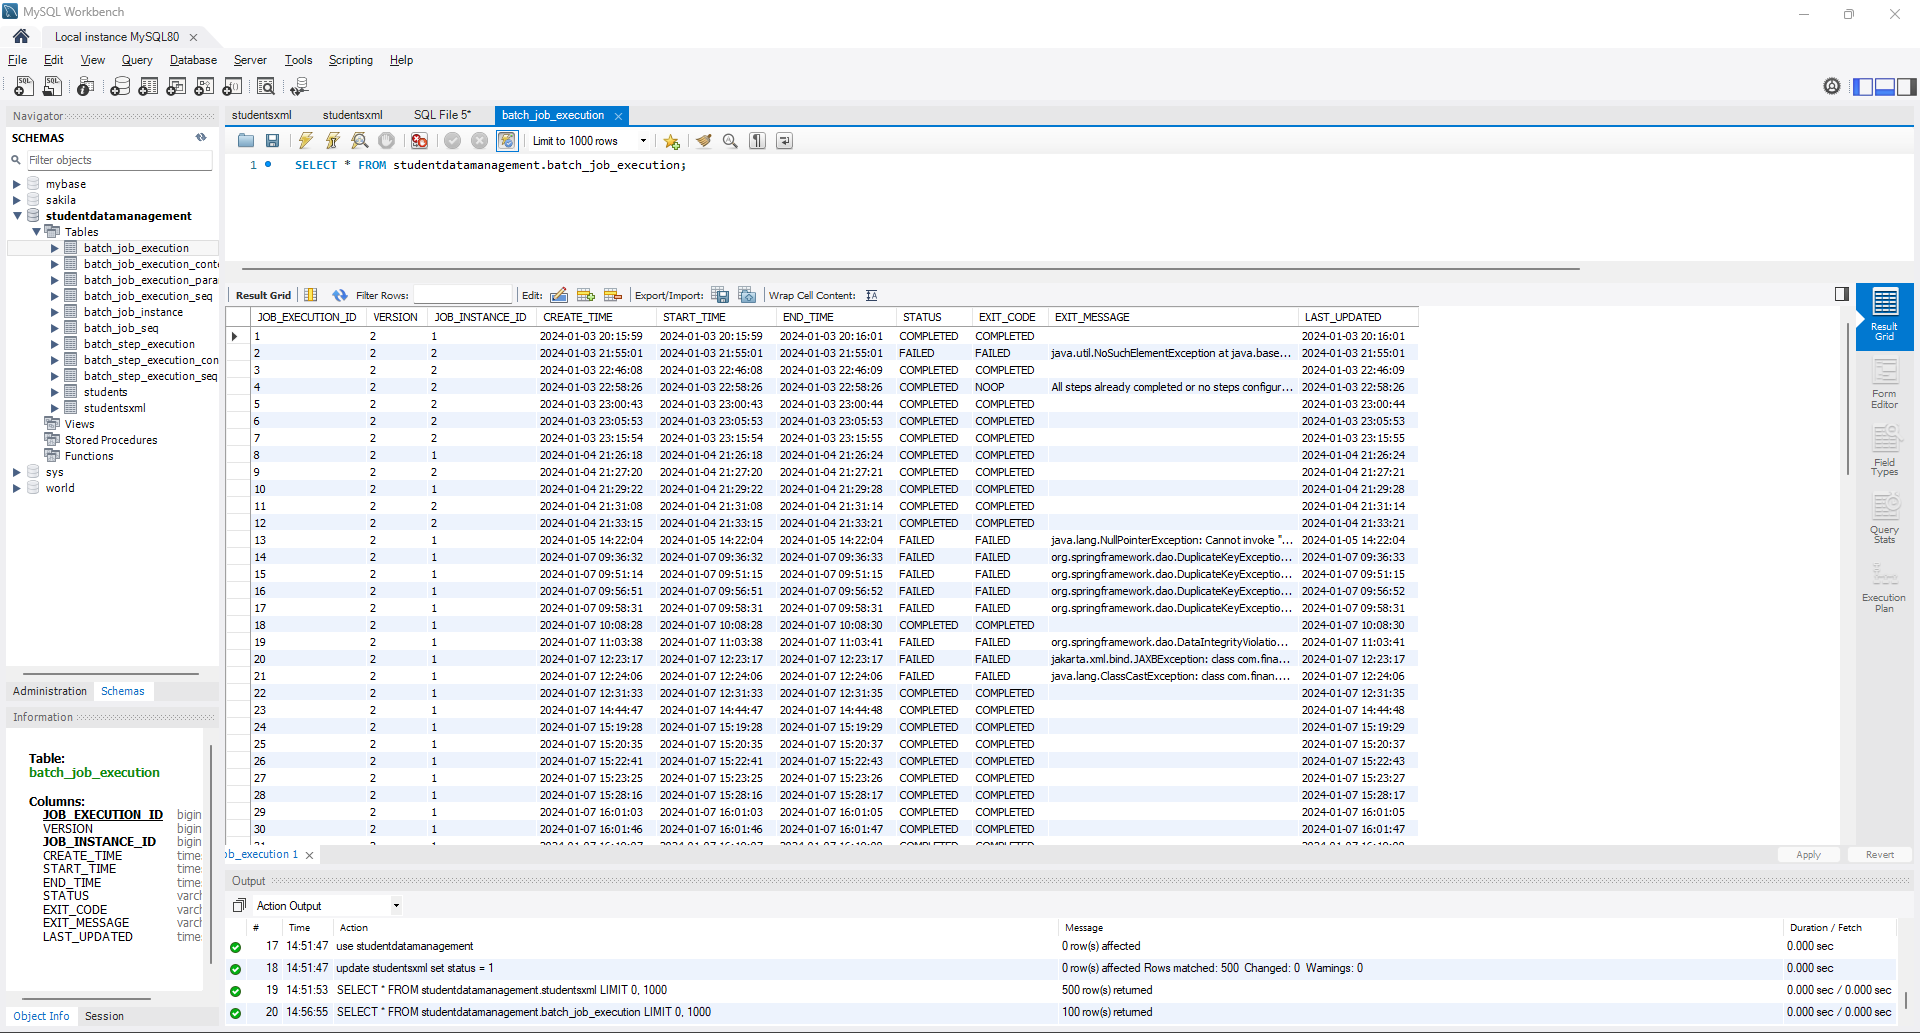 MySQL Workbench
Local instance MySQL80
File Edit View Query Database Server Tools Scripting Help
Navigator
SCHEMAS
Filter objects
mybase
sakila
studentdatamanagement
Tables
batch_job_execution
batch_job_execution_conte
batch_job_execution_para
batch_job_execution_seq
batch_job_instance
batch_job_seq
batch_step_execution
batch_step_execution_con
batch_step_execution_seq
students
studentsxml
Views
Stored Procedures
Functions
sys
world
Administration Schemas
Information
Table:
batch_job_execution
Columns:
JOB_EXECUTION_ID bigin
VERSION bigin
JOB_INSTANCE_ID bigin
CREATE_TIME time
START_TIME time
END_TIME time
STATUS varch
EXIT_CODE varch
EXIT_MESSAGE varch
LAST_UPDATED time
Object Info Session
studentsxml studentsxml SQL File 5* batch_job_execution
Limit to 1000 rows
1 SELECT * FROM studentdatamanagement.batch_job_execution;
Result Grid Filter Rows: Edit: Export/Import: Wrap Cell Content:
JOB_EXECUTION_ID VERSION JOB_INSTANCE_ID CREATE_TIME START_TIME END_TIME STATUS EXIT_CODE EXIT_MESSAGE LAST_UPDATED
1 2 1 2024-01-03 20:15:59 2024-01-03 20:15:59 2024-01-03 20:16:01 COMPLETED COMPLETED 2024-01-03 20:16:01
2 2 2 2024-01-03 21:55:01 2024-01-03 21:55:01 2024-01-03 21:55:01 FAILED FAILED java.util.NoSuchElementException at java.base... 2024-01-03 21:55:01
3 2 2 2024-01-03 22:46:08 2024-01-03 22:46:08 2024-01-03 22:46:09 COMPLETED COMPLETED 2024-01-03 22:46:09
4 2 2 2024-01-03 22:58:26 2024-01-03 22:58:26 2024-01-03 22:58:26 COMPLETED NOOP All steps already completed or no steps configur... 2024-01-03 22:58:26
5 2 2 2024-01-03 23:00:43 2024-01-03 23:00:43 2024-01-03 23:00:44 COMPLETED COMPLETED 2024-01-03 23:00:44
6 2 2 2024-01-03 23:05:53 2024-01-03 23:05:53 2024-01-03 23:05:53 COMPLETED COMPLETED 2024-01-03 23:05:53
7 2 2 2024-01-03 23:15:54 2024-01-03 23:15:54 2024-01-03 23:15:55 COMPLETED COMPLETED 2024-01-03 23:15:55
8 2 1 2024-01-04 21:26:18 2024-01-04 21:26:18 2024-01-04 21:26:24 COMPLETED COMPLETED 2024-01-04 21:26:24
9 2 2 2024-01-04 21:27:20 2024-01-04 21:27:20 2024-01-04 21:27:21 COMPLETED COMPLETED 2024-01-04 21:27:21
10 2 1 2024-01-04 21:29:22 2024-01-04 21:29:22 2024-01-04 21:29:28 COMPLETED COMPLETED 2024-01-04 21:29:28
11 2 1 2024-01-04 21:31:08 2024-01-04 21:31:08 2024-01-04 21:31:14 COMPLETED COMPLETED 2024-01-04 21:31:14
12 2 2 2024-01-04 21:33:15 2024-01-04 21:33:15 2024-01-04 21:33:21 COMPLETED COMPLETED 2024-01-04 21:33:21
13 2 1 2024-01-05 14:22:04 2024-01-05 14:22:04 2024-01-05 14:22:04 FAILED FAILED java.lang.NullPointerException: Cannot invoke "... 2024-01-05 14:22:04
14 2 1 2024-01-07 09:36:32 2024-01-07 09:36:32 2024-01-07 09:36:33 FAILED FAILED org.springframework.dao.DuplicateKeyExceptio... 2024-01-07 09:36:33
15 2 1 2024-01-07 09:51:14 2024-01-07 09:51:15 2024-01-07 09:51:15 FAILED FAILED org.springframework.dao.DuplicateKeyExceptio... 2024-01-07 09:51:15
16 2 1 2024-01-07 09:56:51 2024-01-07 09:56:51 2024-01-07 09:56:52 FAILED FAILED org.springframework.dao.DuplicateKeyExceptio... 2024-01-07 09:56:52
17 2 1 2024-01-07 09:58:31 2024-01-07 09:58:31 2024-01-07 09:58:31 FAILED FAILED org.springframework.dao.DuplicateKeyExceptio... 2024-01-07 09:58:31
18 2 1 2024-01-07 10:08:28 2024-01-07 10:08:28 2024-01-07 10:08:30 COMPLETED COMPLETED 2024-01-07 10:08:30
19 2 1 2024-01-07 11:03:38 2024-01-07 11:03:38 2024-01-07 11:03:41 FAILED FAILED org.springframework.dao.DataIntegrityViolatio... 2024-01-07 11:03:41
20 2 1 2024-01-07 12:23:17 2024-01-07 12:23:17 2024-01-07 12:23:17 FAILED FAILED jakarta.xml.bind.JAXBException: class com.fina... 2024-01-07 12:23:17
21 2 1 2024-01-07 12:24:06 2024-01-07 12:24:06 2024-01-07 12:24:06 FAILED FAILED java.lang.ClassCastException: class com.finan.... 2024-01-07 12:24:06
22 2 1 2024-01-07 12:31:33 2024-01-07 12:31:33 2024-01-07 12:31:35 COMPLETED COMPLETED 2024-01-07 12:31:35
23 2 1 2024-01-07 14:44:47 2024-01-07 14:44:47 2024-01-07 14:44:48 COMPLETED COMPLETED 2024-01-07 14:44:48
24 2 1 2024-01-07 15:19:28 2024-01-07 15:19:28 2024-01-07 15:19:29 COMPLETED COMPLETED 2024-01-07 15:19:29
25 2 1 2024-01-07 15:20:35 2024-01-07 15:20:35 2024-01-07 15:20:37 COMPLETED COMPLETED 2024-01-07 15:20:37
26 2 1 2024-01-07 15:22:41 2024-01-07 15:22:41 2024-01-07 15:22:43 COMPLETED COMPLETED 2024-01-07 15:22:43
27 2 1 2024-01-07 15:23:25 2024-01-07 15:23:25 2024-01-07 15:23:26 COMPLETED COMPLETED 2024-01-07 15:23:27
28 2 1 2024-01-07 15:28:16 2024-01-07 15:28:16 2024-01-07 15:28:17 COMPLETED COMPLETED 2024-01-07 15:28:17
29 2 1 2024-01-07 16:01:03 2024-01-07 16:01:03 2024-01-07 16:01:05 COMPLETED COMPLETED 2024-01-07 16:01:05
30 2 1 2024-01-07 16:01:46 2024-01-07 16:01:46 2024-01-07 16:01:47 COMPLETED COMPLETED 2024-01-07 16:01:47
Result Grid
Form Editor
Field Types
Query Stats
Execution Plan
ob_execution 1
Apply Revert
Output
Action Output
# Time Action Message Duration / Fetch
17 14:51:47 use studentdatamanagement 0 row(s) affected 0.000 sec
18 14:51:47 update studentsxml set status = 1 0 row(s) affected Rows matched: 500 Changed: 0 Warnings: 0 0.000 sec
19 14:51:53 SELECT * FROM studentdatamanagement.studentsxml LIMIT 0, 1000 500 row(s) returned 0.000 sec / 0.000 sec
20 14:56:55 SELECT * FROM studentdatamanagement.batch_job_execution LIMIT 0, 1000 100 row(s) returned 0.000 sec / 0.000 sec